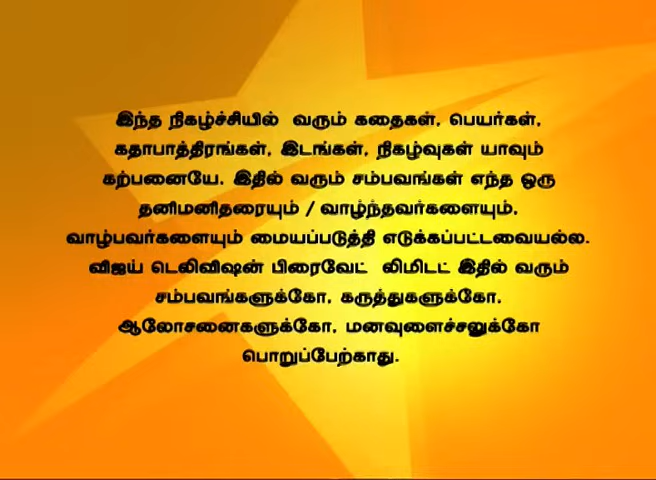 இந்த நிகழ்ச்சியில் வரும் கதைகள், பெயர்கள்,
கதாபாத்திரங்கள், இடங்கள், நிகழ்வுகள் யாவும்
கற்பனையே. இதில் வரும் சம்பவங்கள் எந்த ஒரு
தனிமனிதரையும் / வாழ்ந்தவர்களையும்,
வாழ்பவர்களையும் மையப்படுத்தி எடுக்கப்பட்டவையல்ல.
விஜய் டெலிவிஷன் பிரைவேட் லிமிடட் இதில் வரும்
சம்பவங்களுக்கோ, கருத்துகளுக்கோ,
ஆலோசனைகளுக்கோ, மனவுளைச்சலுக்கோ
பொறுப்பேற்காது.